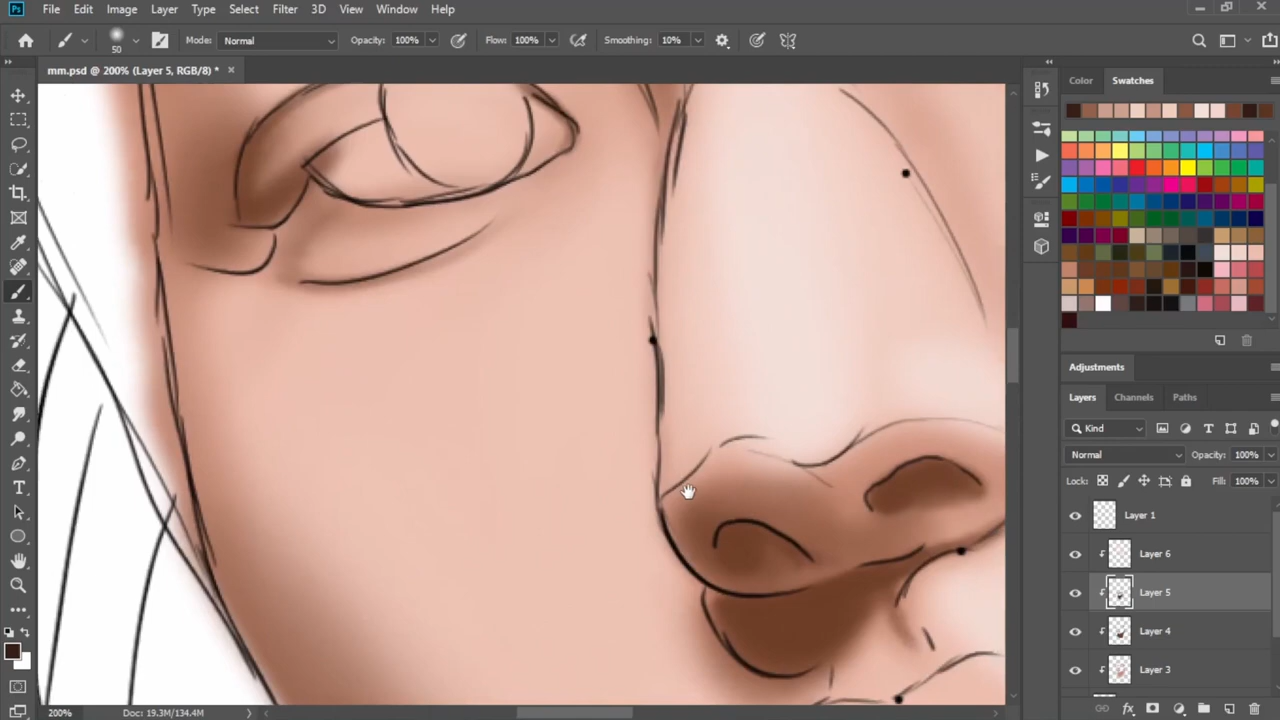 Ps File Edit Image Layer Type Select Filter 3D View Window Help
50 Mode: Normal Opacity: 100% Flow: 100% Smoothing: 10%
mm.psd @ 200% (Layer 5, RGB/8) *
Color Swatches
Adjustments
Layers Channels Paths
Kind
Normal Opacity: 100%
Lock: Fill: 100%
Layer 1
Layer 6
Layer 5
Layer 4
Layer 3
200% Doc: 19.3M/134.4M